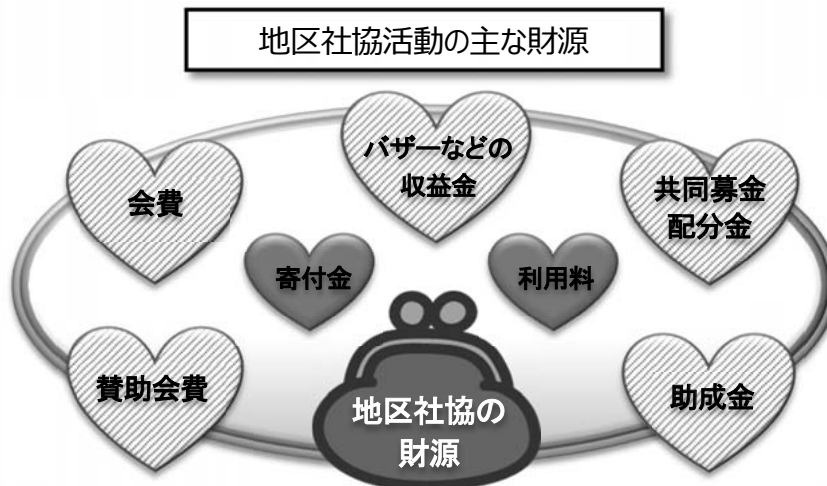 地区社協活動の主な財源
バザーなどの
収益金
会費
共同募金
配分金
寄付金
利用料
賛助会費
助成金
地区社協の
財源